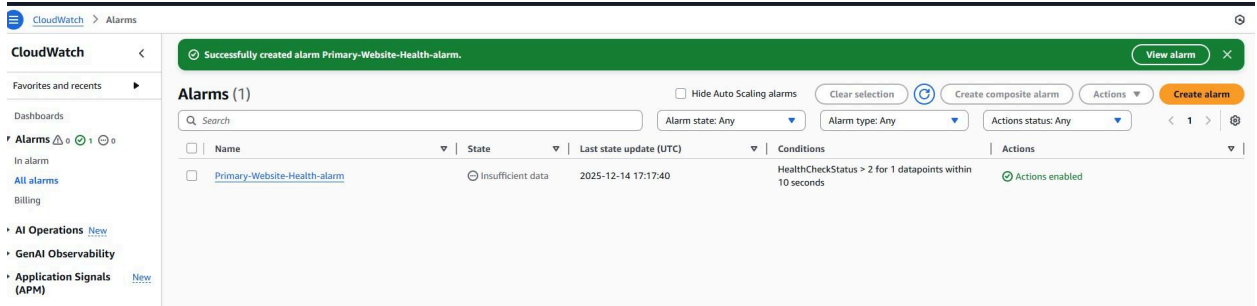 CloudWatch > Alarms
CloudWatch
Successfully created alarm Primary-Website-Health-alarm.
View alarm
Favorites and recents
Alarms (1)
Hide Auto Scaling alarms
Clear selection
Create composite alarm
Actions
Create alarm
Dashboards
Search
Alarm state: Any
Alarm type: Any
Actions status: Any
1
Alarms 0 1 0
Name State Last state update (UTC) Conditions Actions
In alarm
All alarms
Primary-Website-Health-alarm Insufficient data 2025-12-14 17:17:40 HealthCheckStatus > 2 for 1 datapoints within
10 seconds
Actions enabled
Billing
AI Operations New
GenAI Observability
Application Signals New
(APM)